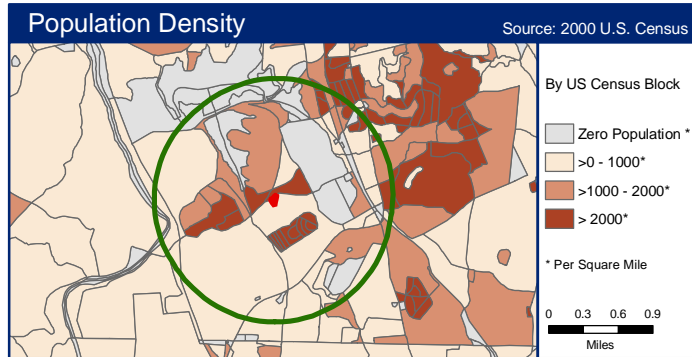 Population Density
Source: 2000 U.S. Census
By US Census Block
Zero Population *
>0 - 1000*
>1000 - 2000*
> 2000*
* Per Square Mile
0 0.3 0.6 0.9
Miles